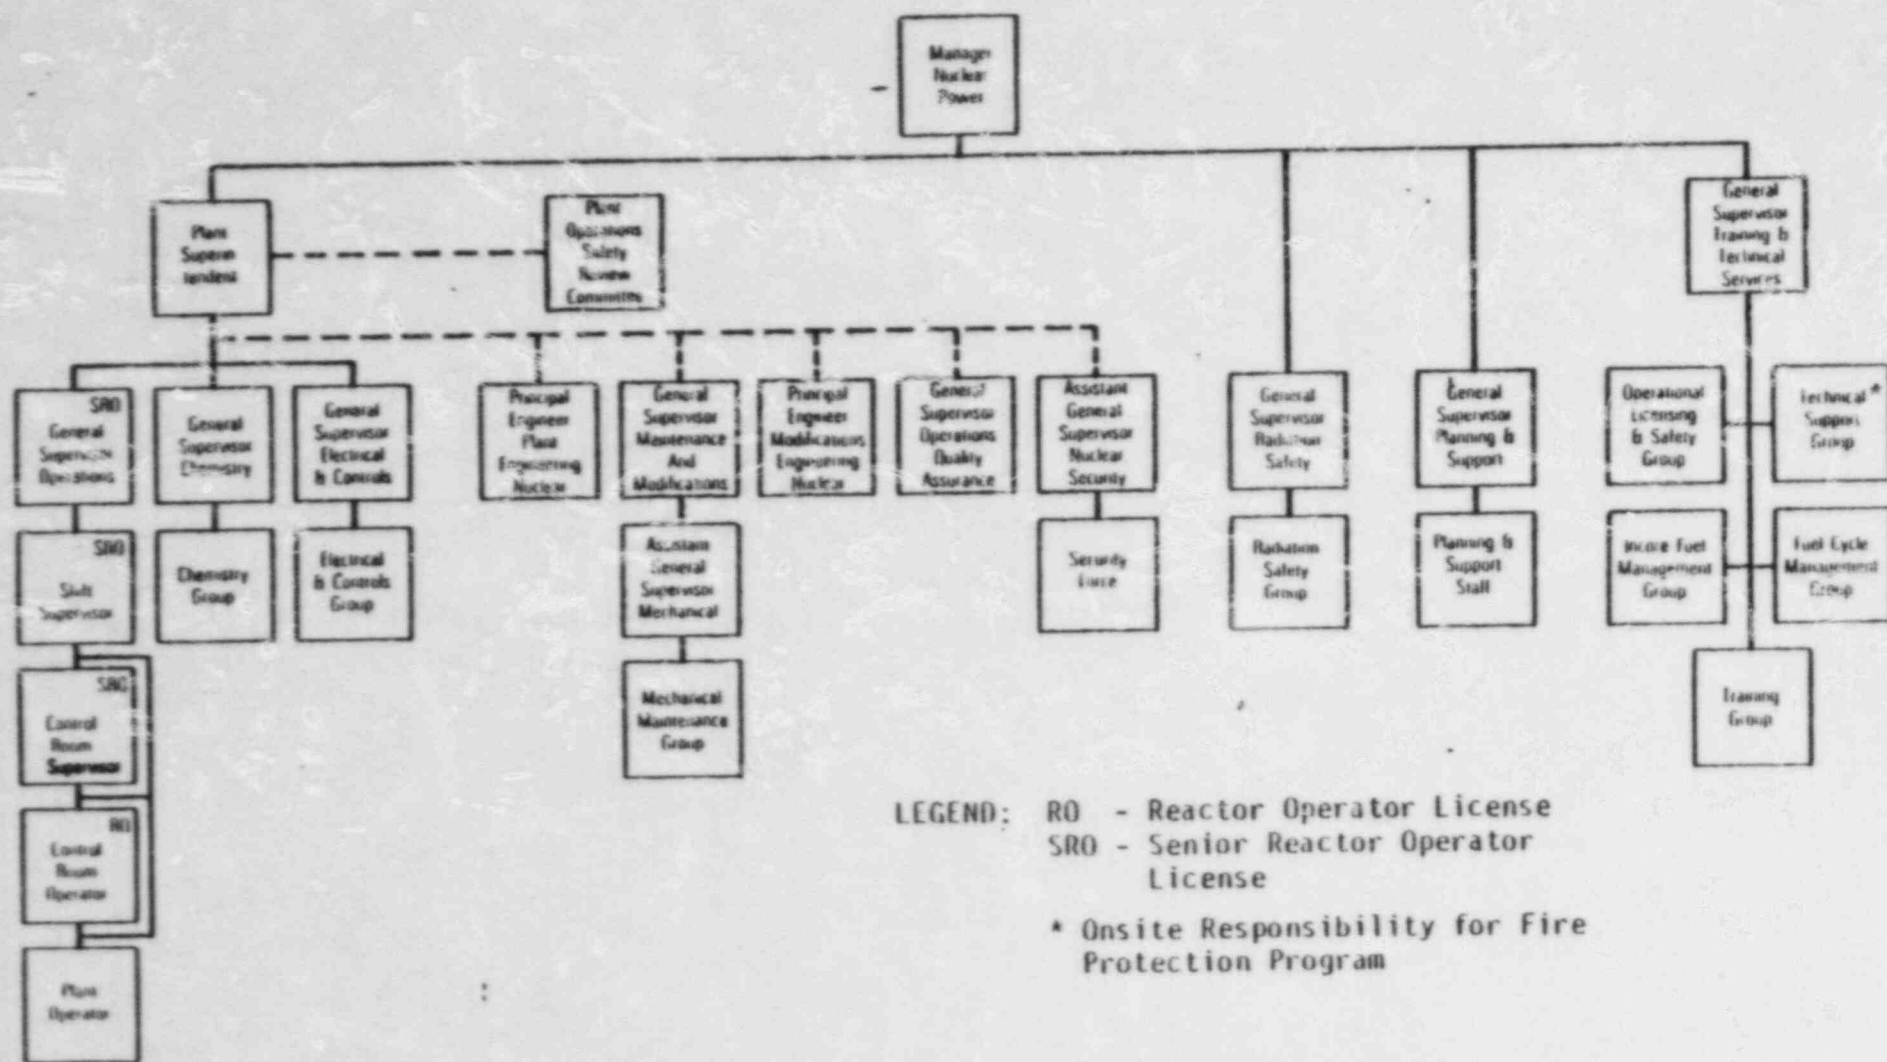 Manager
Nuclear
Power
Plant
Superin
tendent
Plant
Operations
Safety
Review
Committee
General
Supervisor
Training &
Technical
Services
SRO
General
Supervisor
Operations
General
Supervisor
Chemistry
General
Supervisor
Electrical
& Controls
Principal
Engineer
Plant
Engineering
Nuclear
General
Supervisor
Maintenance
And
Modifications
Principal
Engineer
Modifications
Engineering
Nuclear
General
Supervisor
Operations
Quality
Assurance
Assistant
General
Supervisor
Nuclear
Security
General
Supervisor
Radiation
Safety
General
Supervisor
Planning &
Support
Operational
Licensing
& Safety
Group
Technical *
Support
Group
SRO
Shift
Supervisor
Chemistry
Group
Electrical
& Controls
Group
Assistant
General
Supervisor
Mechanical
Security
Force
Radiation
Safety
Group
Planning &
Support
Staff
Incore Fuel
Management
Group
Fuel Cycle
Management
Group
SRO
Control
Room
Supervisor
Mechanical
Maintenance
Group
Training
Group
RO
Control
Room
Operator
Plant
Operator
LEGEND: RO - Reactor Operator License
SRO - Senior Reactor Operator
License
* Onsite Responsibility for Fire
Protection Program